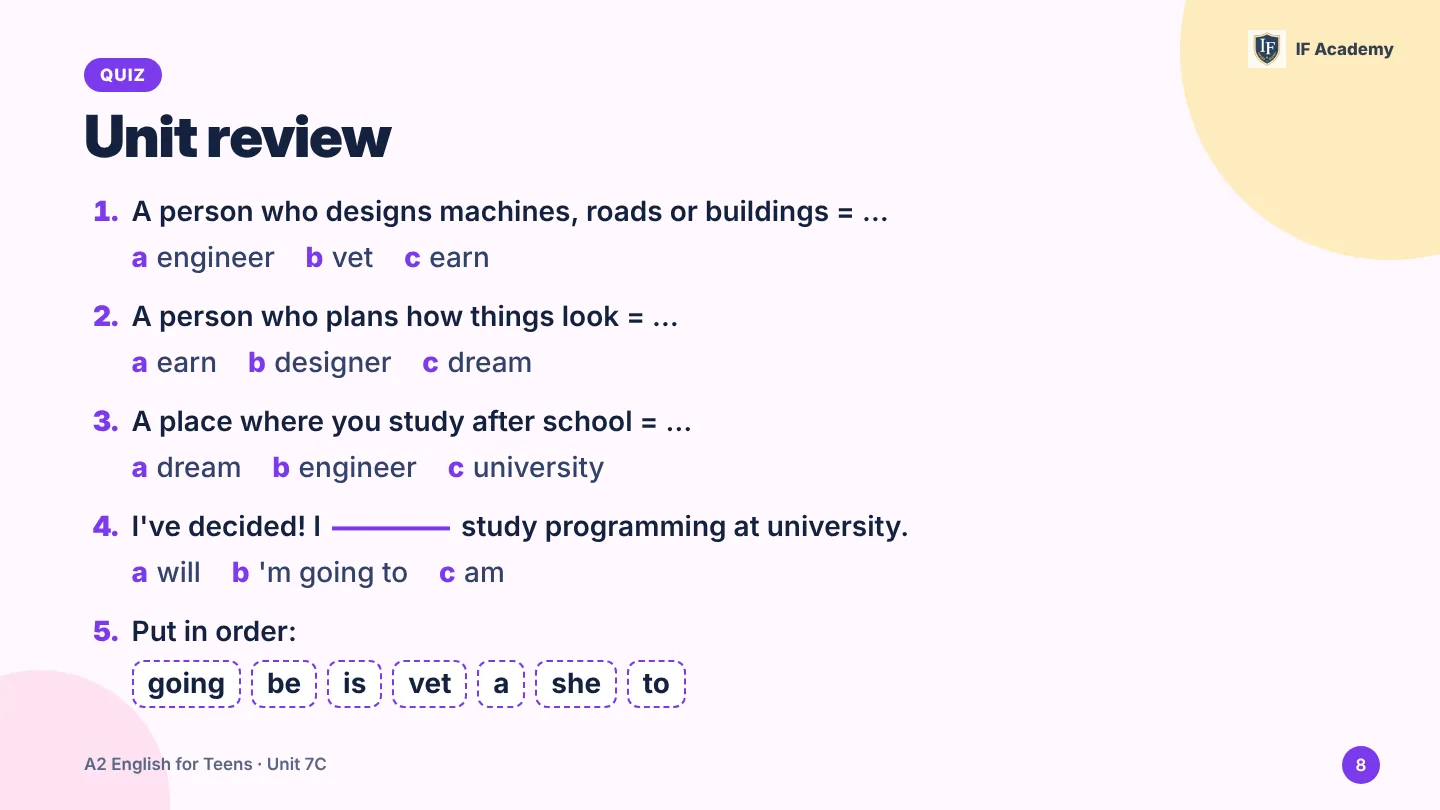 IF
IF Academy
QUIZ
Unit review
1. A person who designs machines, roads or buildings = ...
a engineer b vet c earn
2. A person who plans how things look = ...
a earn b designer c dream
3. A place where you study after school = ...
a dream b engineer c university
4. I've decided! I ______ study programming at university.
a will b 'm going to c am
5. Put in order:
going be is vet a she to
A2 English for Teens · Unit 7C
8